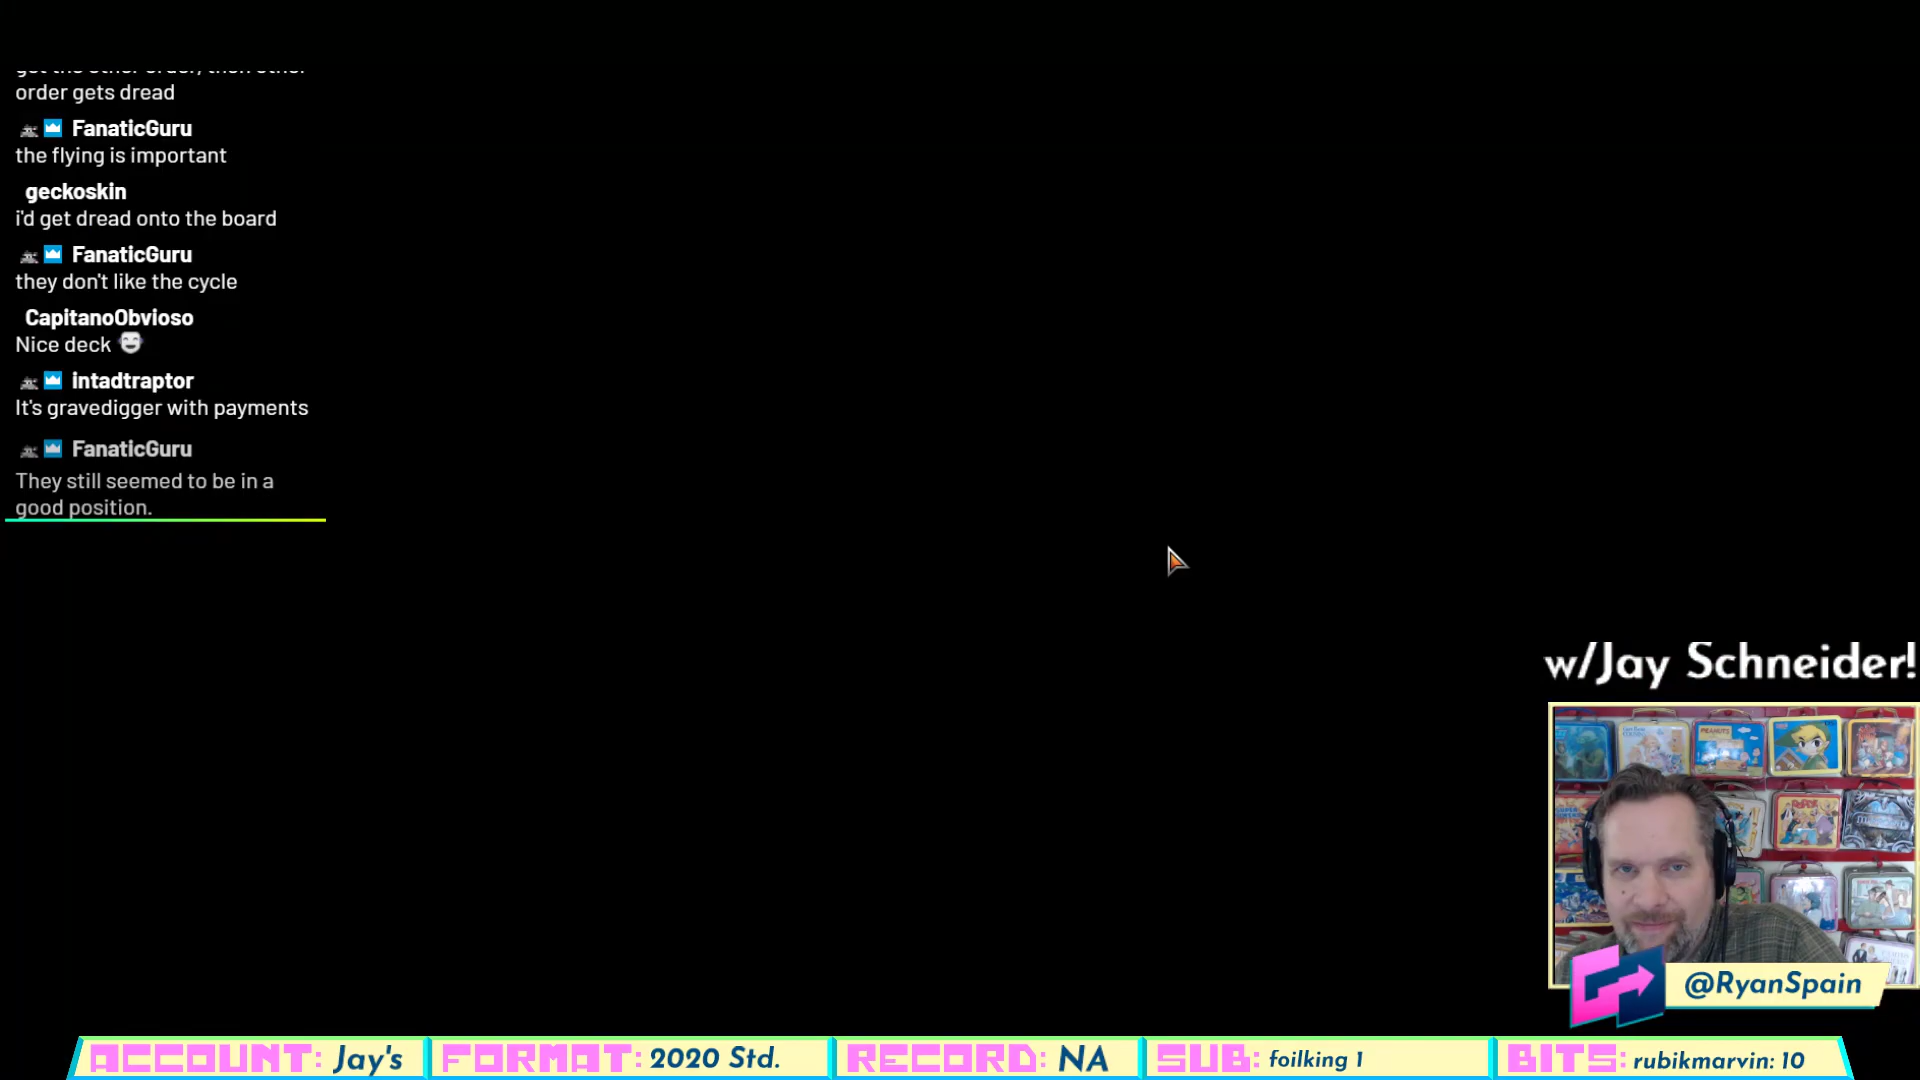 order gets dread
FanaticGuru
the flying is important
geckoskin
i'd get dread onto the board
FanaticGuru
they don't like the cycle
CapitanoObvioso
Nice deck
intadtraptor
It's gravedigger with payments
FanaticGuru
They still seemed to be in a
good position.
w/Jay Schneider!
PEANUTS
POPEYE
@RyanSpain
ACCOUNT: Jay's FORMAT: 2020 Std. RECORD: NA SUB: foilking 1 BITS: rubikmarvin: 10